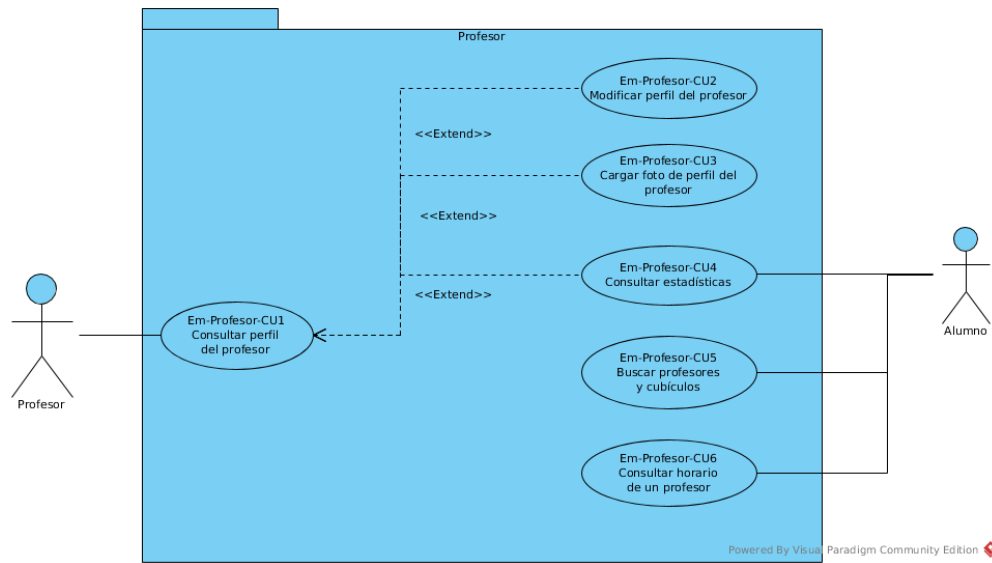 Profesor
Em-Profesor-CU2
Modificar perfil del profesor
<<Extend>>
Em-Profesor-CU3
Cargar foto de perfil del
profesor
<<Extend>>
Em-Profesor-CU4
Consultar estadísticas
<<Extend>>
Em-Profesor-CU1
Consultar perfil
del profesor
Profesor
Alumno
Em-Profesor-CU5
Buscar profesores
y cubículos
Em-Profesor-CU6
Consultar horario
de un profesor
Powered By Visual Paradigm Community Edition